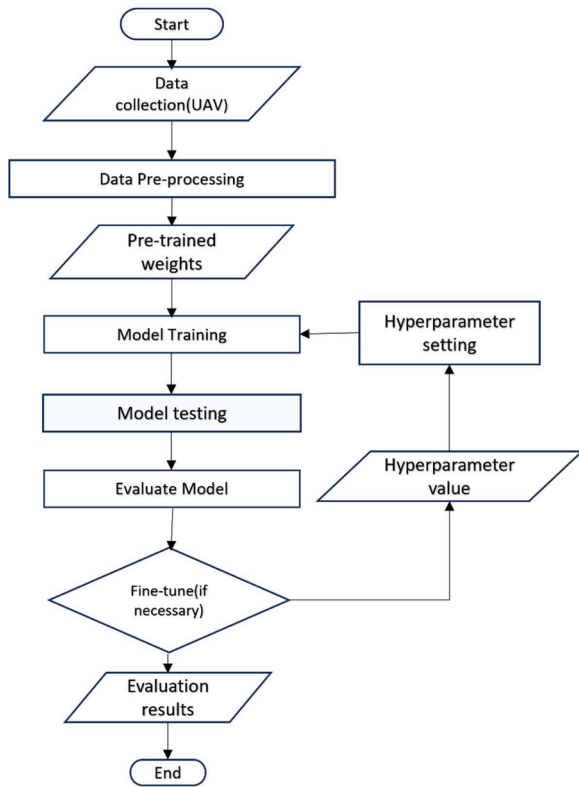 Start
Data
collection(UAV)
Data Pre-processing
Pre-trained
weights
Model Training
Hyperparameter
setting
Model testing
Evaluate Model
Hyperparameter
value
Fine-tune(if
necessary)
Evaluation
results
End